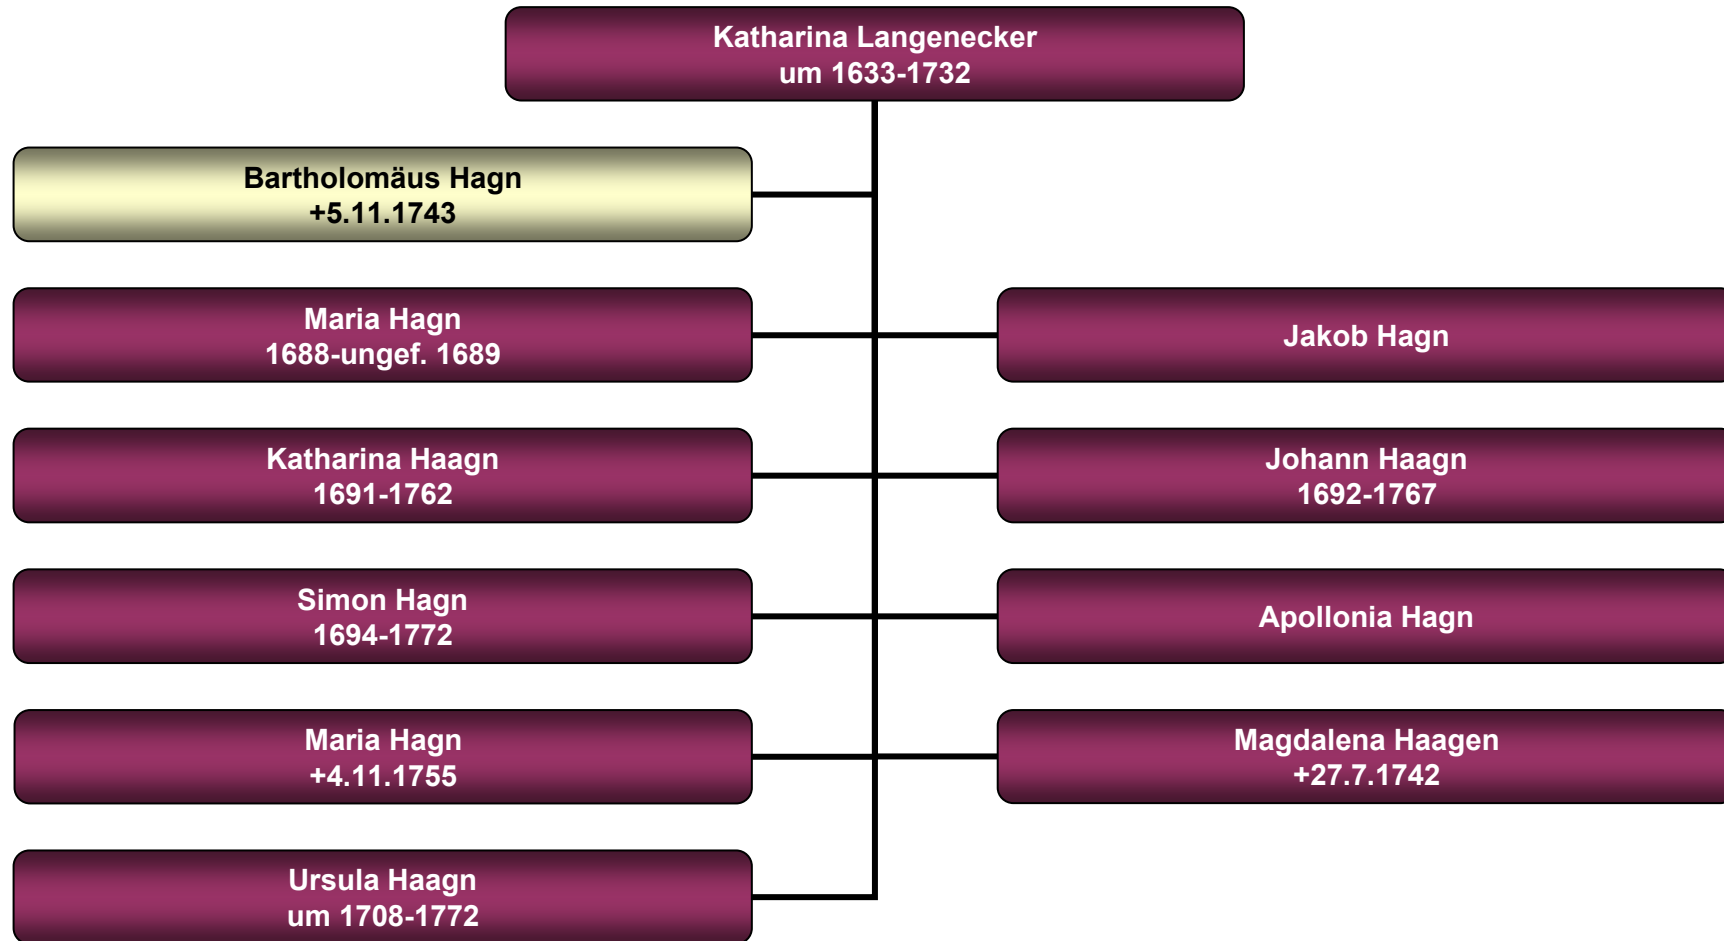 Katharina Langenecker
um 1633-1732
Bartholomäus Hagn
+5.11.1743
Maria Hagn
1688-ungef. 1689
Jakob Hagn
Katharina Haagn
1691-1762
Johann Haagn
1692-1767
Simon Hagn
1694-1772
Apollonia Hagn
Maria Hagn
+4.11.1755
Magdalena Haagen
+27.7.1742
Ursula Haagn
um 1708-1772